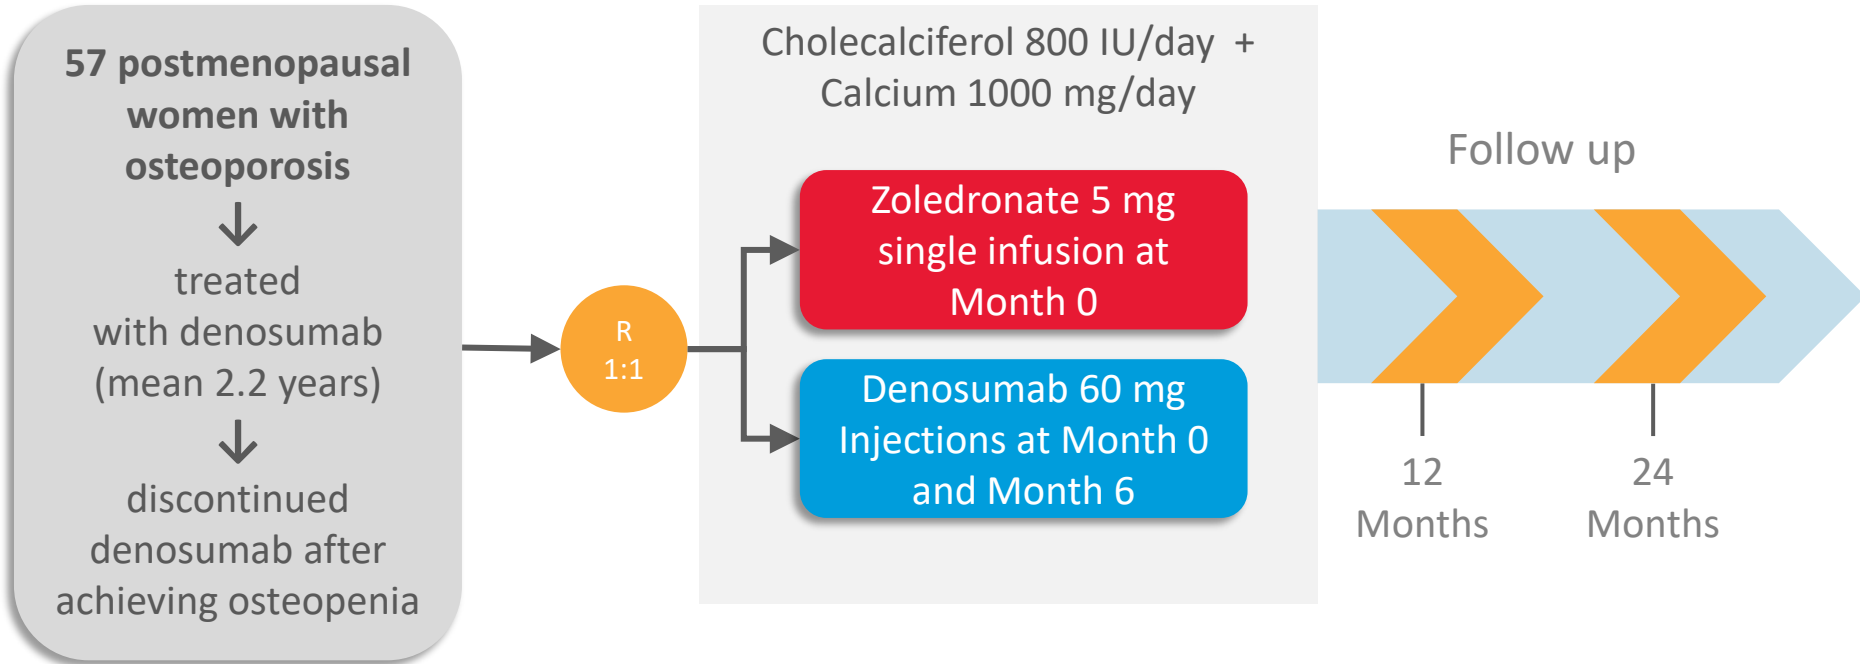 57 postmenopausal
women with
osteoporosis
treated
with denosumab
(mean 2.2 years)
discontinued
denosumab after
achieving osteopenia
R
1:1
Cholecalciferol 800 IU/day +
Calcium 1000 mg/day
Zoledronate 5 mg
single infusion at
Month 0
Denosumab 60 mg
Injections at Month 0
and Month 6
Follow up
12
Months
24
Months